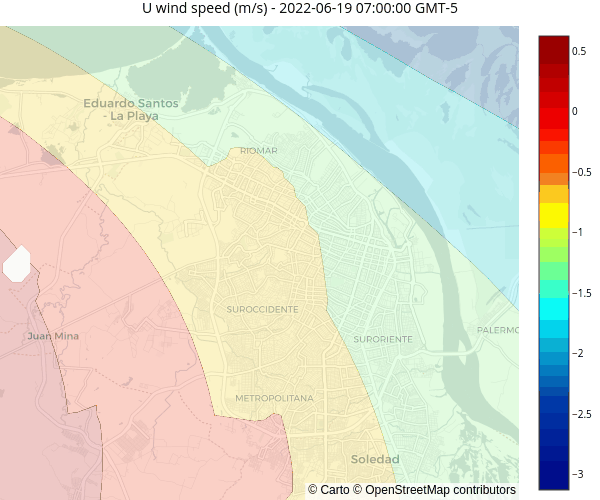 U wind speed (m/s) - 2022-06-19 07:00:00 GMT-5
0.5
0
−0.5
−1
−1.5
−2
−2.5
−3
Eduardo Santos
- La Playa
RIOMAR
SUROCCIDENTE
PALERMO
Juan Mina
SURORIENTE
METROPOLITANA
Soledad
© Carto © OpenStreetMap contributors